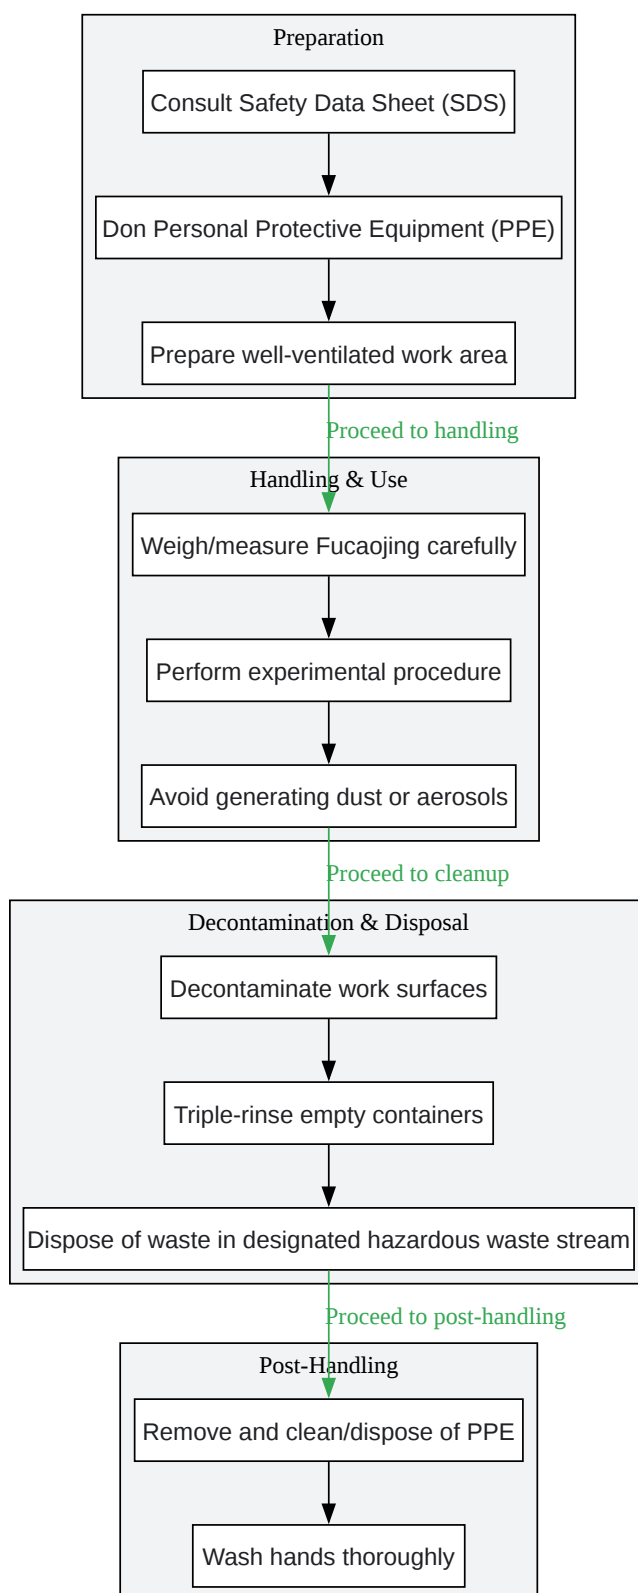 Preparation
Consult Safety Data Sheet (SDS)
Don Personal Protective Equipment (PPE)
Prepare well-ventilated work area
Proceed to handling
Handling & Use
Weigh/measure Fucaojing carefully
Perform experimental procedure
Avoid generating dust or aerosols
Proceed to cleanup
Decontamination & Disposal
Decontaminate work surfaces
Triple-rinse empty containers
Dispose of waste in designated hazardous waste stream
Proceed to post-handling
Post-Handling
Remove and clean/dispose of PPE
Wash hands thoroughly